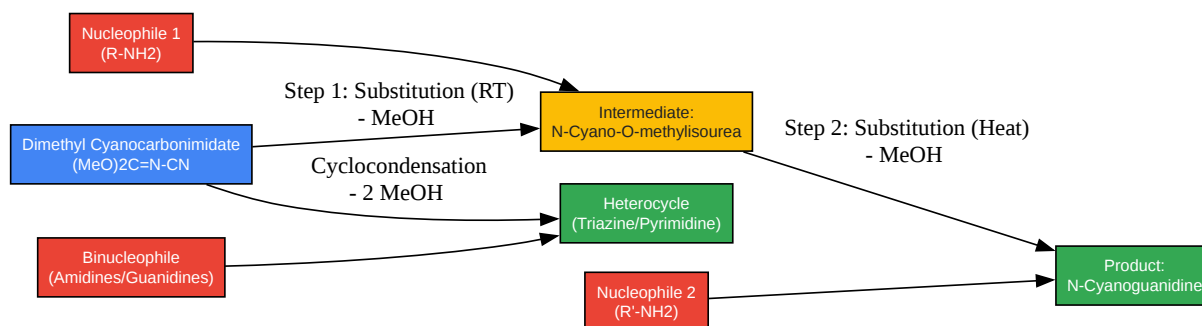 Nucleophile 1
(R-NH2)
Step 1: Substitution (RT)
- MeOH
Intermediate:
N-Cyano-O-methylisourea
Step 2: Substitution (Heat)
- MeOH
Dimethyl Cyanocarbonimidate
(MeO)2C=N-CN
Cyclocondensation
- 2 MeOH
Heterocycle
(Triazine/Pyrimidine)
Binucleophile
(Amidines/Guanidines)
Nucleophile 2
(R'-NH2)
Product:
N-Cyanoguanidine